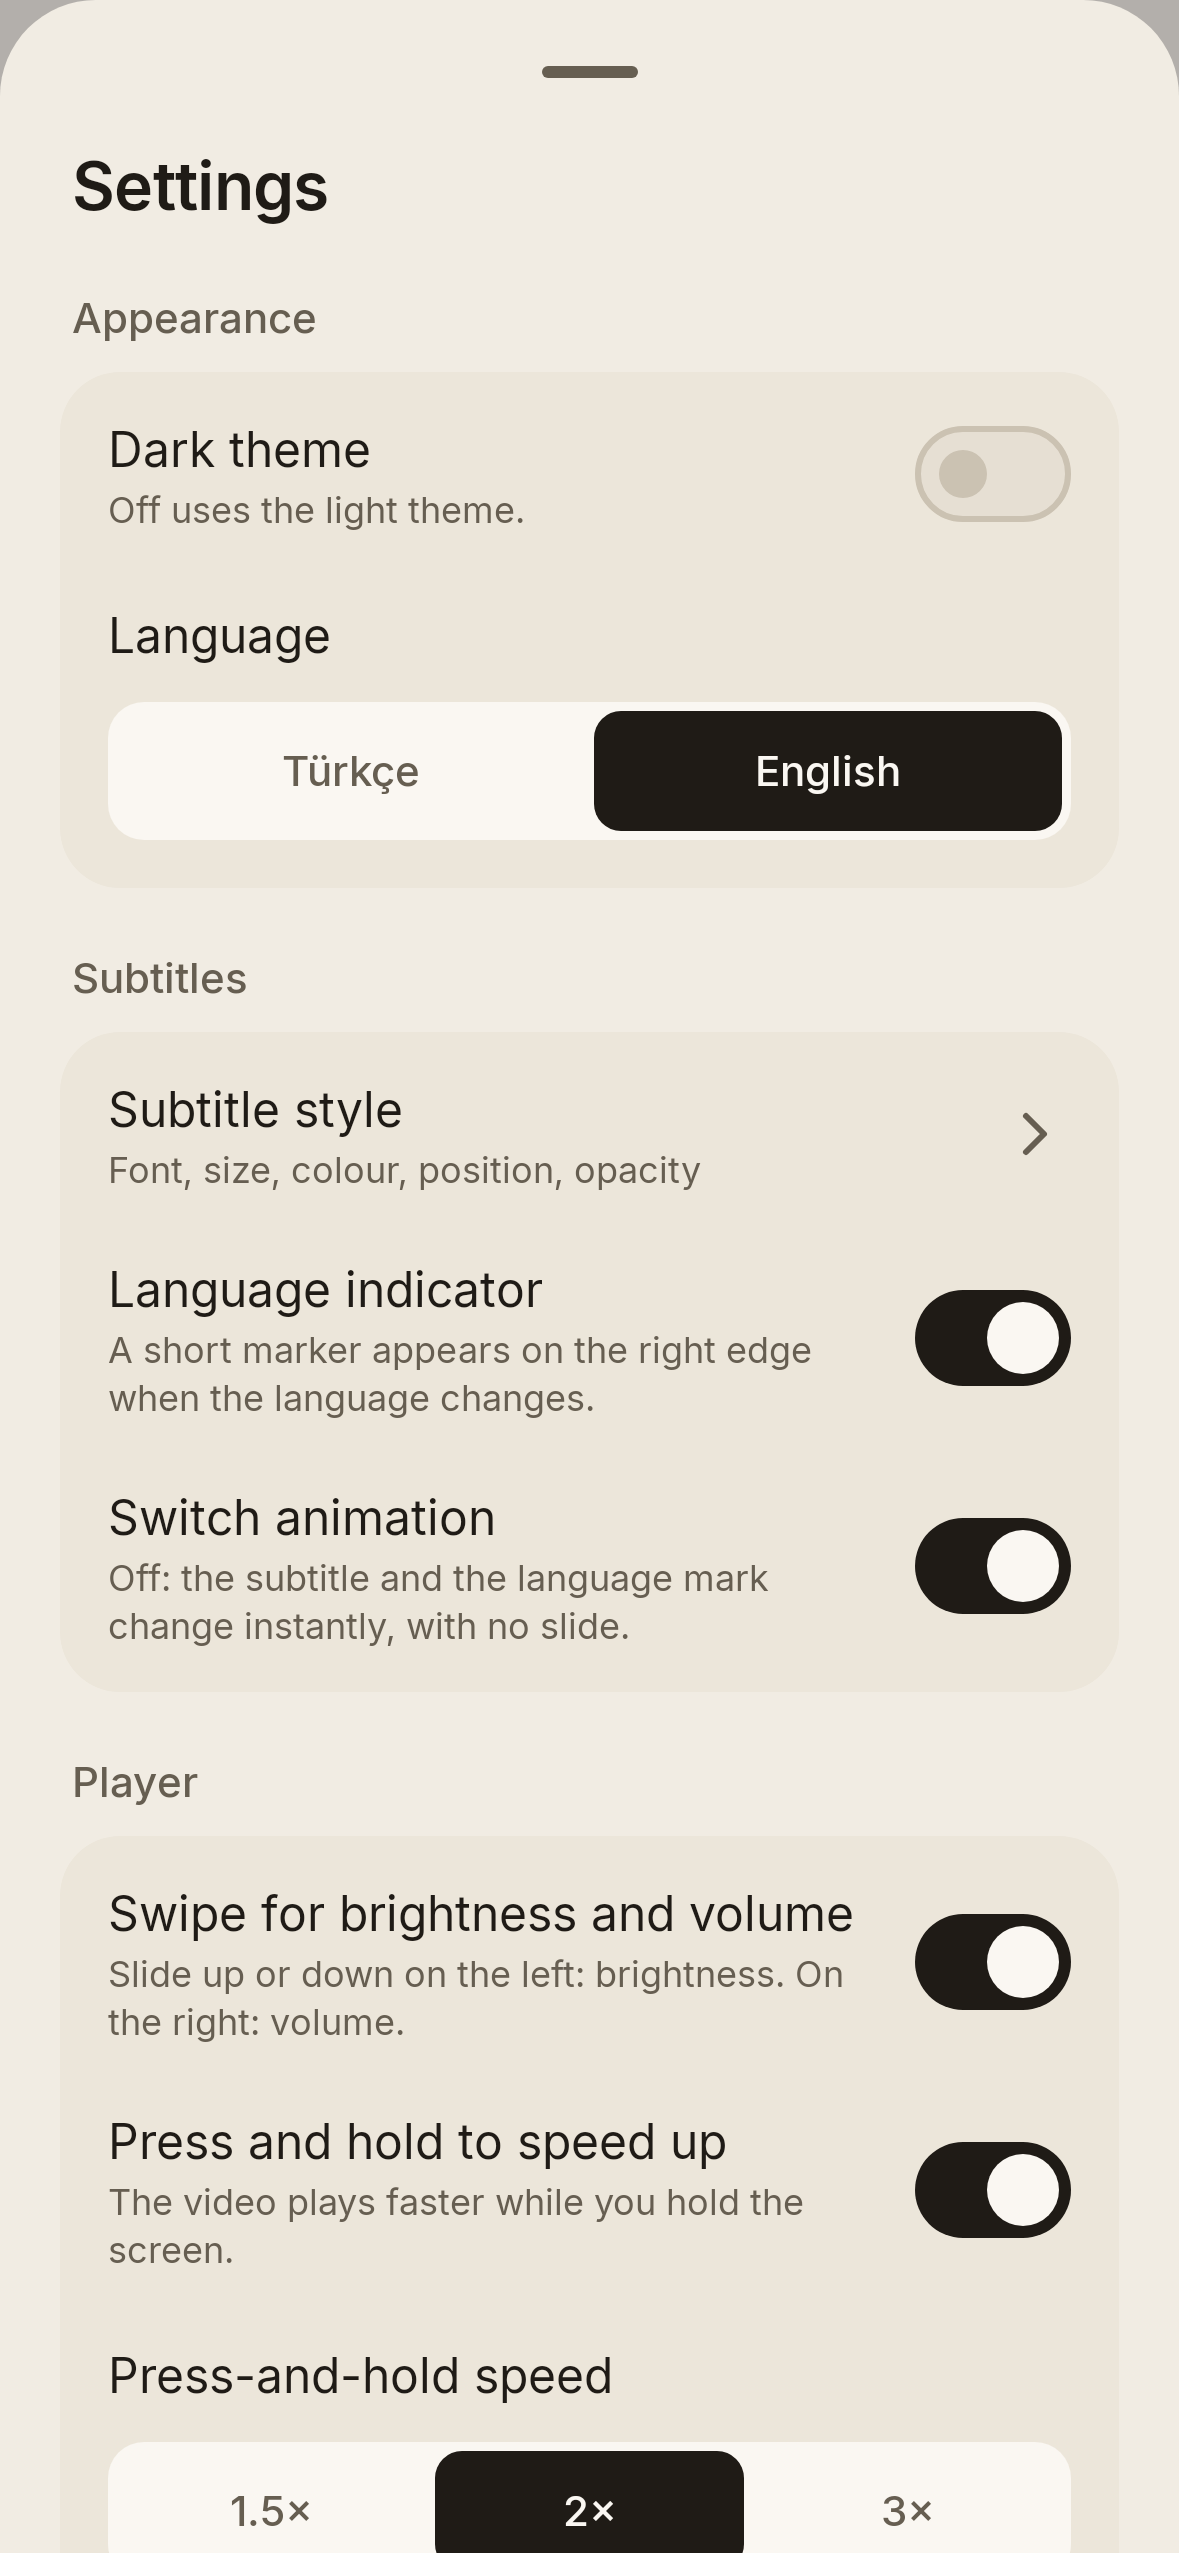 Settings
Appearance
Dark theme
Off uses the light theme.
Language
Türkçe
English
Subtitles
Subtitle style
Font, size, colour, position, opacity
Language indicator
A short marker appears on the right edge
when the language changes.
Switch animation
Off: the subtitle and the language mark
change instantly, with no slide.
Player
Swipe for brightness and volume
Slide up or down on the left: brightness. On
the right: volume.
Press and hold to speed up
The video plays faster while you hold the
screen.
Press-and-hold speed
1.5×
2×
3×